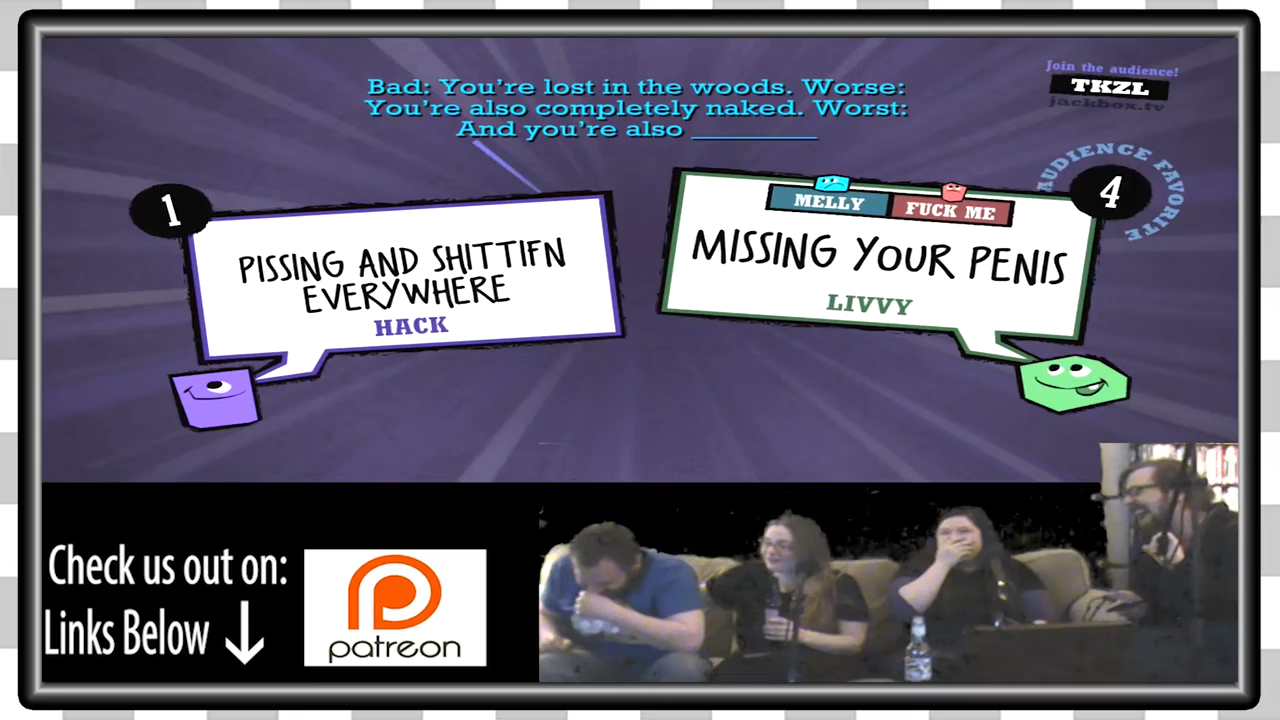 Bad: You're lost in the woods. Worse:
You're also completely naked. Worst:
And you're also ________
Join the audience!
TKZL
jackbox.tv
AUDIENCE FAVORITE
1
PISSING AND SHITTIFN
EVERYWHERE
HACK
4
MELLY
FUCK ME
MISSING YOUR PENIS
LIVVY
Check us out on:
Links Below
patreon